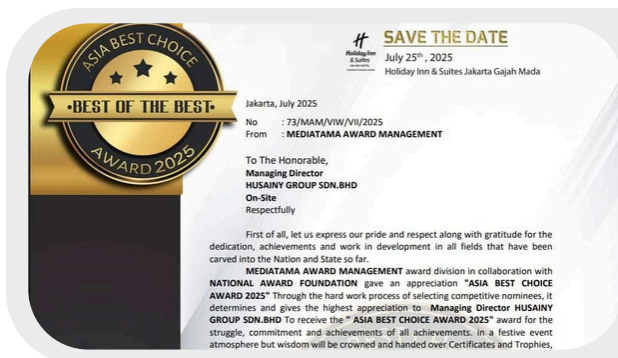 ASIA BEST CHOICE
•BEST OF THE BEST•
AWARD 2025
Holiday Inn
& Suites
SAVE THE DATE
July 25th , 2025
Holiday Inn & Suites Jakarta Gajah Mada
Jakarta, July 2025
No : 73/MAM/VIW/VII/2025
From : MEDIATAMA AWARD MANAGEMENT
To The Honorable,
Managing Director
HUSAINY GROUP SDN.BHD
On-Site
Respectfully
First of all, let us express our pride and respect along with gratitude for the
dedication, achievements and work in development in all fields that have been
carved into the Nation and State so far.
MEDIATAMA AWARD MANAGEMENT award division in collaboration with
NATIONAL AWARD FOUNDATION gave an appreciation "ASIA BEST CHOICE
AWARD 2025" Through the hard work process of selecting competitive nominees, it
determines and gives the highest appreciation to Managing Director HUSAINY
GROUP SDN.BHD To receive the " ASIA BEST CHOICE AWARD 2025" award for the
struggle, commitment and achievements of all achievements. In a festive event
atmosphere but wisdom will be crowned and handed over Certificates and Trophies,